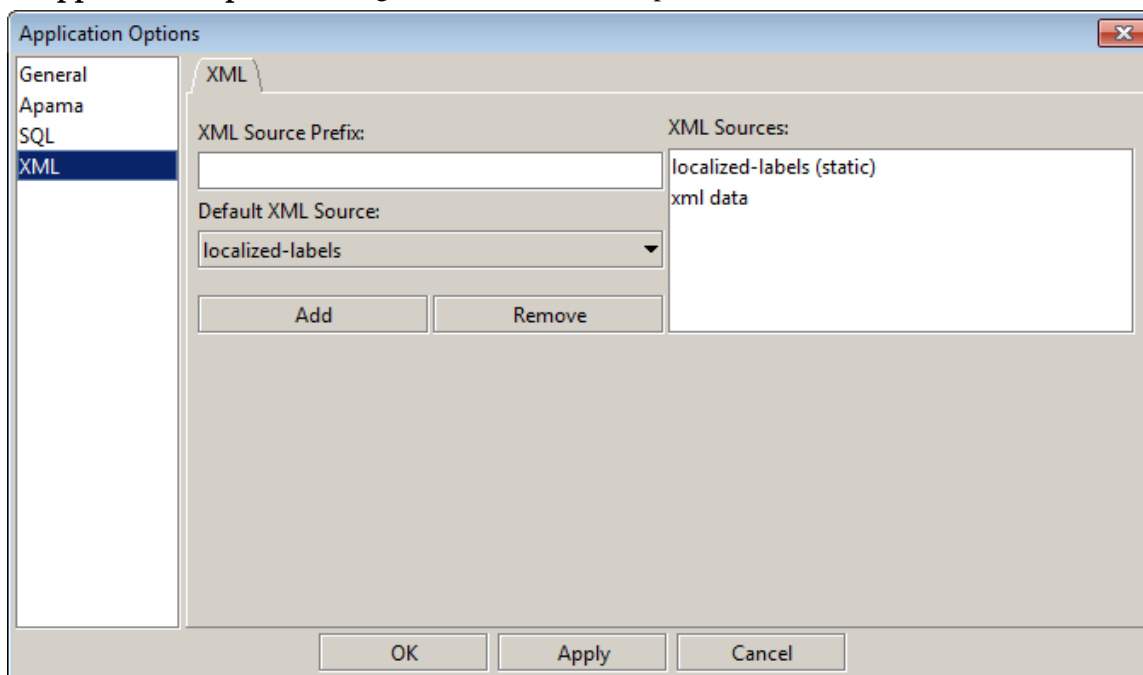 Application Options
General
Apama
SQL
XML
XML
XML Source Prefix:
Default XML Source:
localized-labels
Add
Remove
XML Sources:
localized-labels (static)
xml data
OK
Apply
Cancel